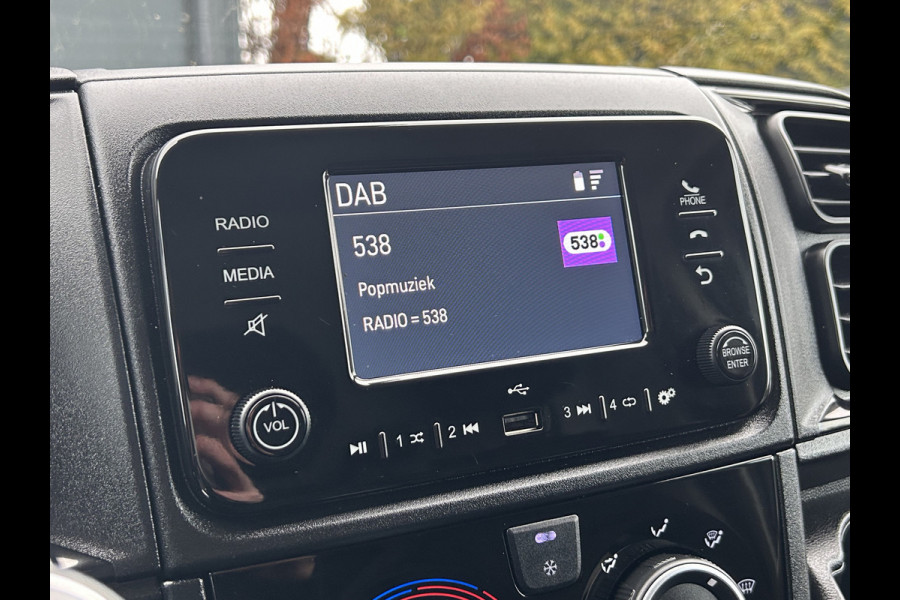 DAB
538
538
Popmuziek
RADIO = 538
RADIO
MEDIA
VOL
PHONE
BROWSE
ENTER
1
2
3
4